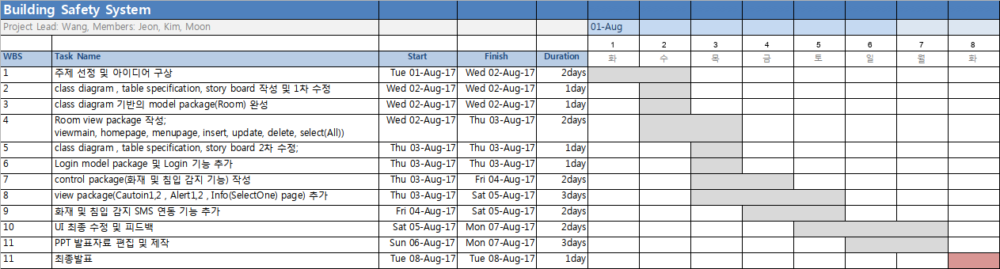 Building Safety System
Project Lead: Wang, Members: Jeon, Kim, Moon 01-Aug
1 2 3 4 5 6 7 8
WBS Task Name Start Finish Duration 화 수 목 금 토 일 월 화
1 주제 선정 및 아이디어 구상 Tue 01-Aug-17 Wed 02-Aug-17 2days
2 class diagram , table specification, story board 작성 및 1차 수정 Wed 02-Aug-17 Wed 02-Aug-17 1day
3 class diagram 기반의 model package(Room) 완성 Wed 02-Aug-17 Wed 02-Aug-17 1day
4 Room view package 작성; Wed 02-Aug-17 Thu 03-Aug-17 2days
viewmain, homepage, menupage, insert, update, delete, select(All))
5 class diagram , table specification, story board 2차 수정; Thu 03-Aug-17 Thu 03-Aug-17 1day
6 Login model package 및 Login 기능 추가 Thu 03-Aug-17 Thu 03-Aug-17 1day
7 control package(화재 및 침입 감지 기능) 작성 Thu 03-Aug-17 Fri 04-Aug-17 2days
8 view package(Cautoin1,2 , Alert1,2 , Info(SelectOne) page) 추가 Thu 03-Aug-17 Sat 05-Aug-17 3days
9 화재 및 침입 감지 SMS 연동 기능 추가 Fri 04-Aug-17 Sat 05-Aug-17 2days
10 UI 최종 수정 및 피드백 Sat 05-Aug-17 Mon 07-Aug-17 2days
11 PPT 발표자료 편집 및 제작 Sun 06-Aug-17 Mon 07-Aug-17 3days
11 최종발표 Tue 08-Aug-17 Tue 08-Aug-17 1day